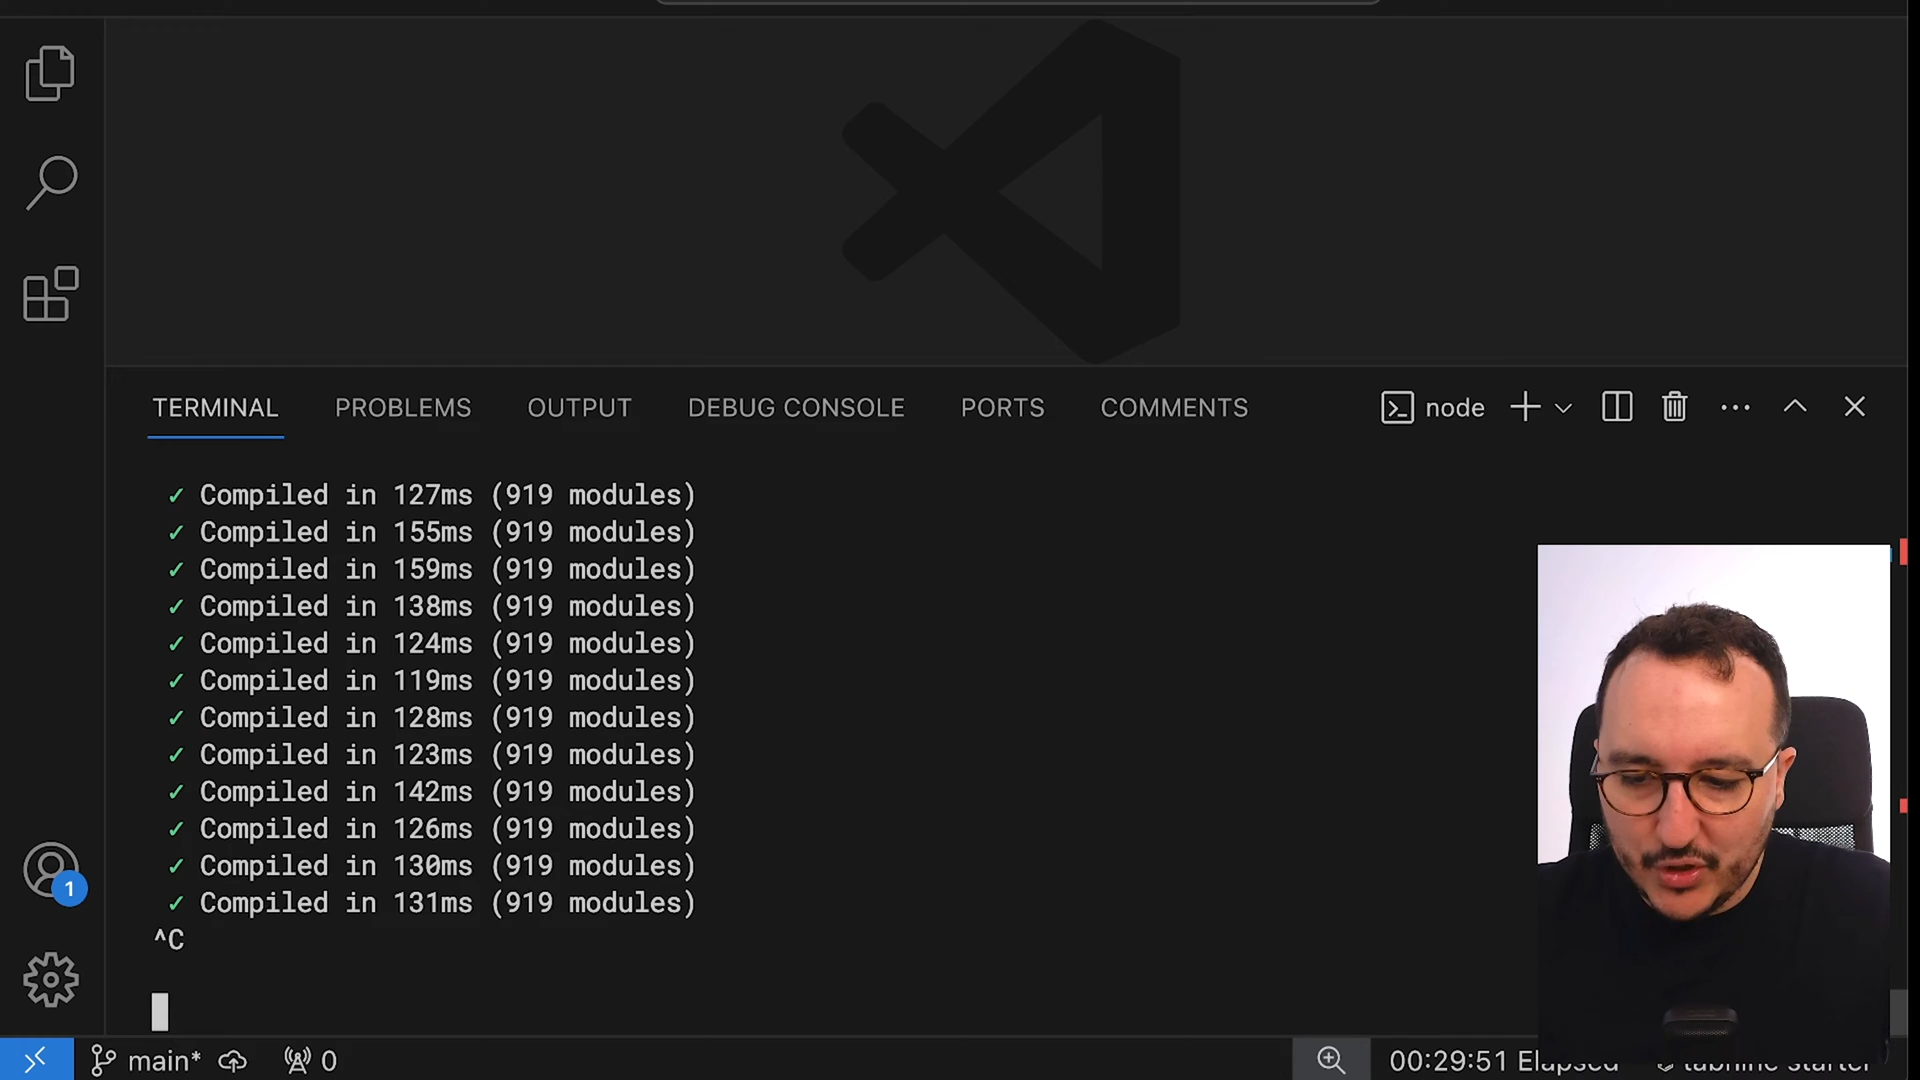 TERMINAL PROBLEMS OUTPUT DEBUG CONSOLE PORTS COMMENTS node
✓ Compiled in 127ms (919 modules)
✓ Compiled in 155ms (919 modules)
✓ Compiled in 159ms (919 modules)
✓ Compiled in 138ms (919 modules)
✓ Compiled in 124ms (919 modules)
✓ Compiled in 119ms (919 modules)
✓ Compiled in 128ms (919 modules)
✓ Compiled in 123ms (919 modules)
✓ Compiled in 142ms (919 modules)
✓ Compiled in 126ms (919 modules)
✓ Compiled in 130ms (919 modules)
✓ Compiled in 131ms (919 modules)
^C
1
main* 0 00:29:51 Elapsed tabnine starter